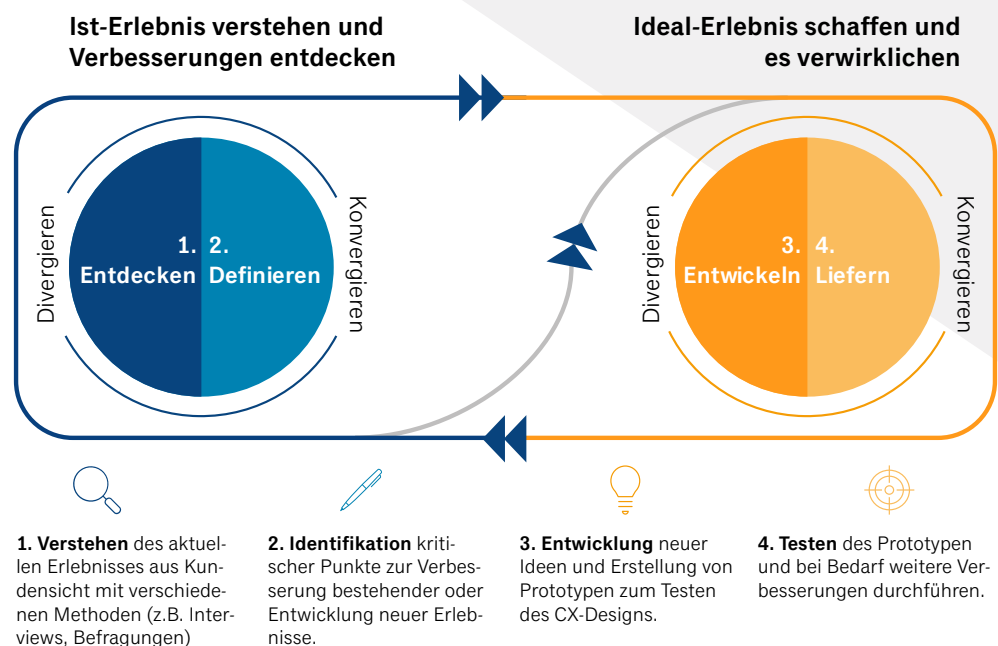 Ist-Erlebnis verstehen und
Verbesserungen entdecken
Ideal-Erlebnis schaffen und
es verwirklichen
Divergieren
1.
Entdecken
2.
Definieren
Konvergieren
Divergieren
3.
Entwickeln
4.
Liefern
Konvergieren
1. Verstehen des aktuel-
len Erlebnisses aus Kun-
densicht mit verschiede-
nen Methoden (z.B. Inter-
views, Befragungen)
2. Identifikation kriti-
scher Punkte zur Verbes-
serung bestehender oder
Entwicklung neuer Erleb-
nisse.
3. Entwicklung neuer
Ideen und Erstellung von
Prototypen zum Testen
des CX-Designs.
4. Testen des Prototypen
und bei Bedarf weitere Ver-
besserungen durchführen.